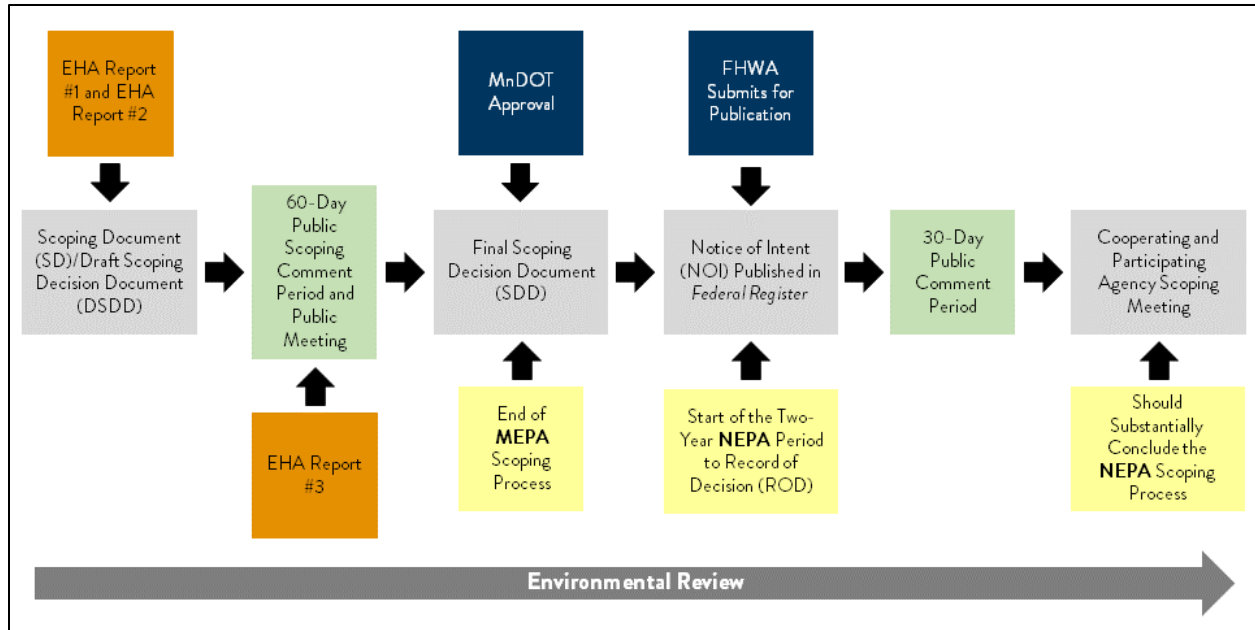 EHA Report
#1 and EHA
Report #2
MnDOT
Approval
FHWA
Submits for
Publication
Scoping Document
(SD)/Draft Scoping
Decision Document
(DSDD)
60-Day
Public
Scoping
Comment
Period and
Public
Meeting
Final Scoping
Decision Document
(SDD)
Notice of Intent
(NOI) Published in
Federal Register
30-Day
Public
Comment
Period
Cooperating and
Participating
Agency Scoping
Meeting
EHA Report
#3
End of
MEPA
Scoping
Process
Start of the Two-
Year NEPA Period
to Record of
Decision (ROD)
Should
Substantially
Conclude the
NEPA Scoping
Process
Environmental Review